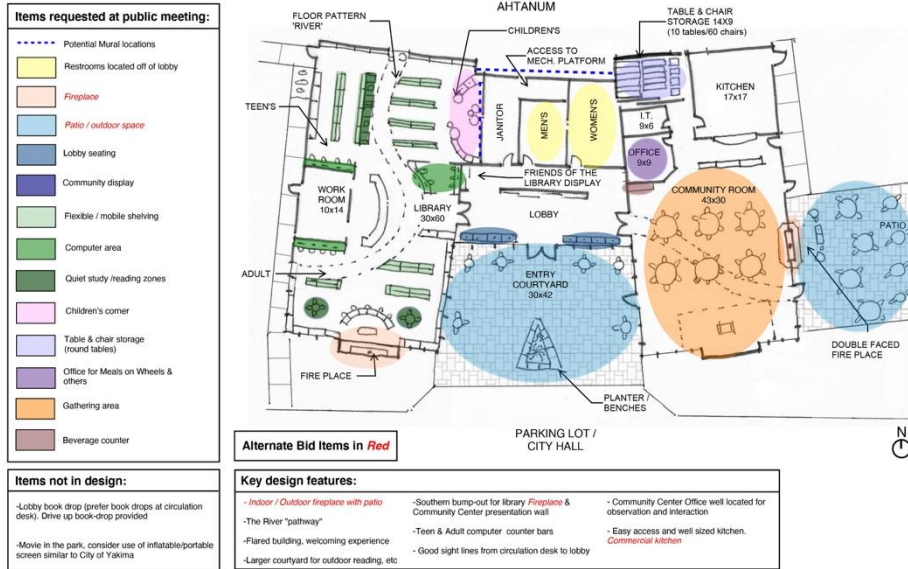 Items requested at public meeting:
Potential Mural locations
Restrooms located off of lobby
Fireplace
Patio / outdoor space
Lobby seating
Community display
Flexible / mobile shelving
Computer area
Quiet study /reading zones
Children's corner
Table & chair storage
(round tables)
Office for Meals on Wheels &
others
Gathering area
Beverage counter
Items not in design:
-Lobby book drop (prefer book drops at circulation
desk). Drive up book-drop provided
-Movie in the park, consider use of inflatable/portable
screen similar to City of Yakima
AHTANUM
FLOOR PATTERN
'RIVER'
CHILDREN'S
ACCESS TO
MECH. PLATFORM
TABLE & CHAIR
STORAGE 14X9
(10 tables/60 chairs)
TEEN'S
JANITOR
MEN'S
WOMEN'S
I.T.
9x6
KITCHEN
17x17
OFFICE
9x9
FRIENDS OF THE
LIBRARY DISPLAY
WORK
ROOM
10x14
LIBRARY
30x60
LOBBY
COMMUNITY ROOM
43x30
PATIO
ADULT
ENTRY
COURTYARD
30x42
FIRE PLACE
PLANTER /
BENCHES
DOUBLE FACED
FIRE PLACE
PARKING LOT /
CITY HALL
N
Alternate Bid Items in Red
Key design features:
- Indoor / Outdoor fireplace with patio
-The River "pathway"
-Flared building, welcoming experience
-Larger courtyard for outdoor reading, etc
-Southern bump-out for library Fireplace &
Community Center presentation wall
-Teen & Adult computer counter bars
- Good sight lines from circulation desk to lobby
- Community Center Office well located for
observation and interaction
- Easy access and well sized kitchen.
Commercial kitchen